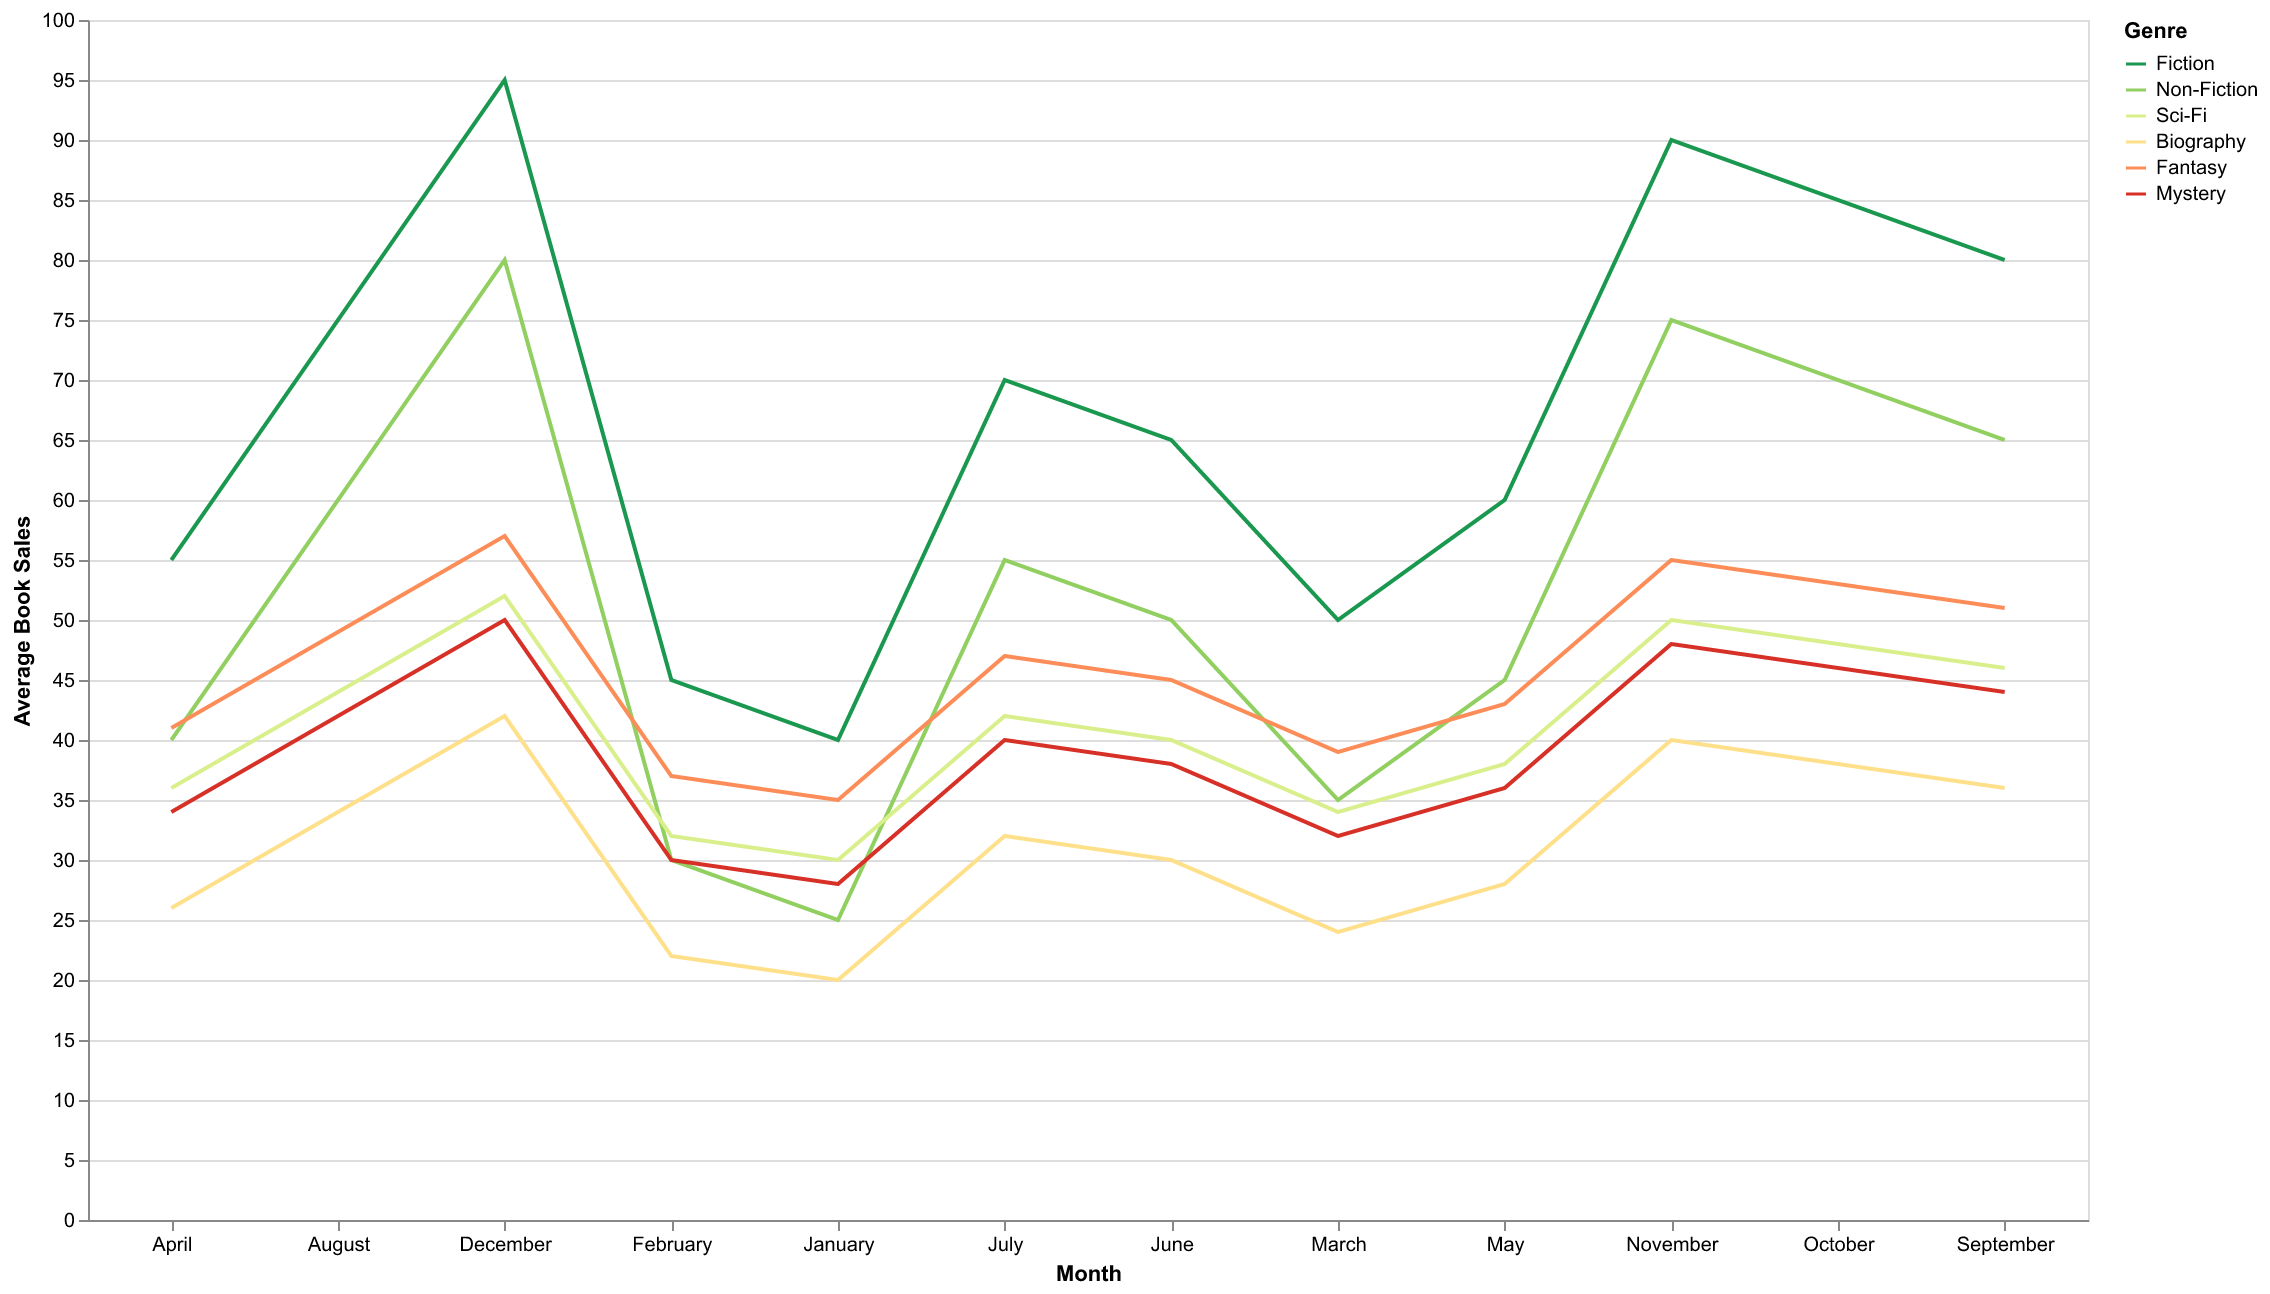 100
95
90
85
80
75
70
65
60
55
50
45
40
35
30
25
20
15
10
5
0
Average Book Sales
April August December February January July June March May November October September
Month
Genre
Fiction
Non-Fiction
Sci-Fi
Biography
Fantasy
Mystery